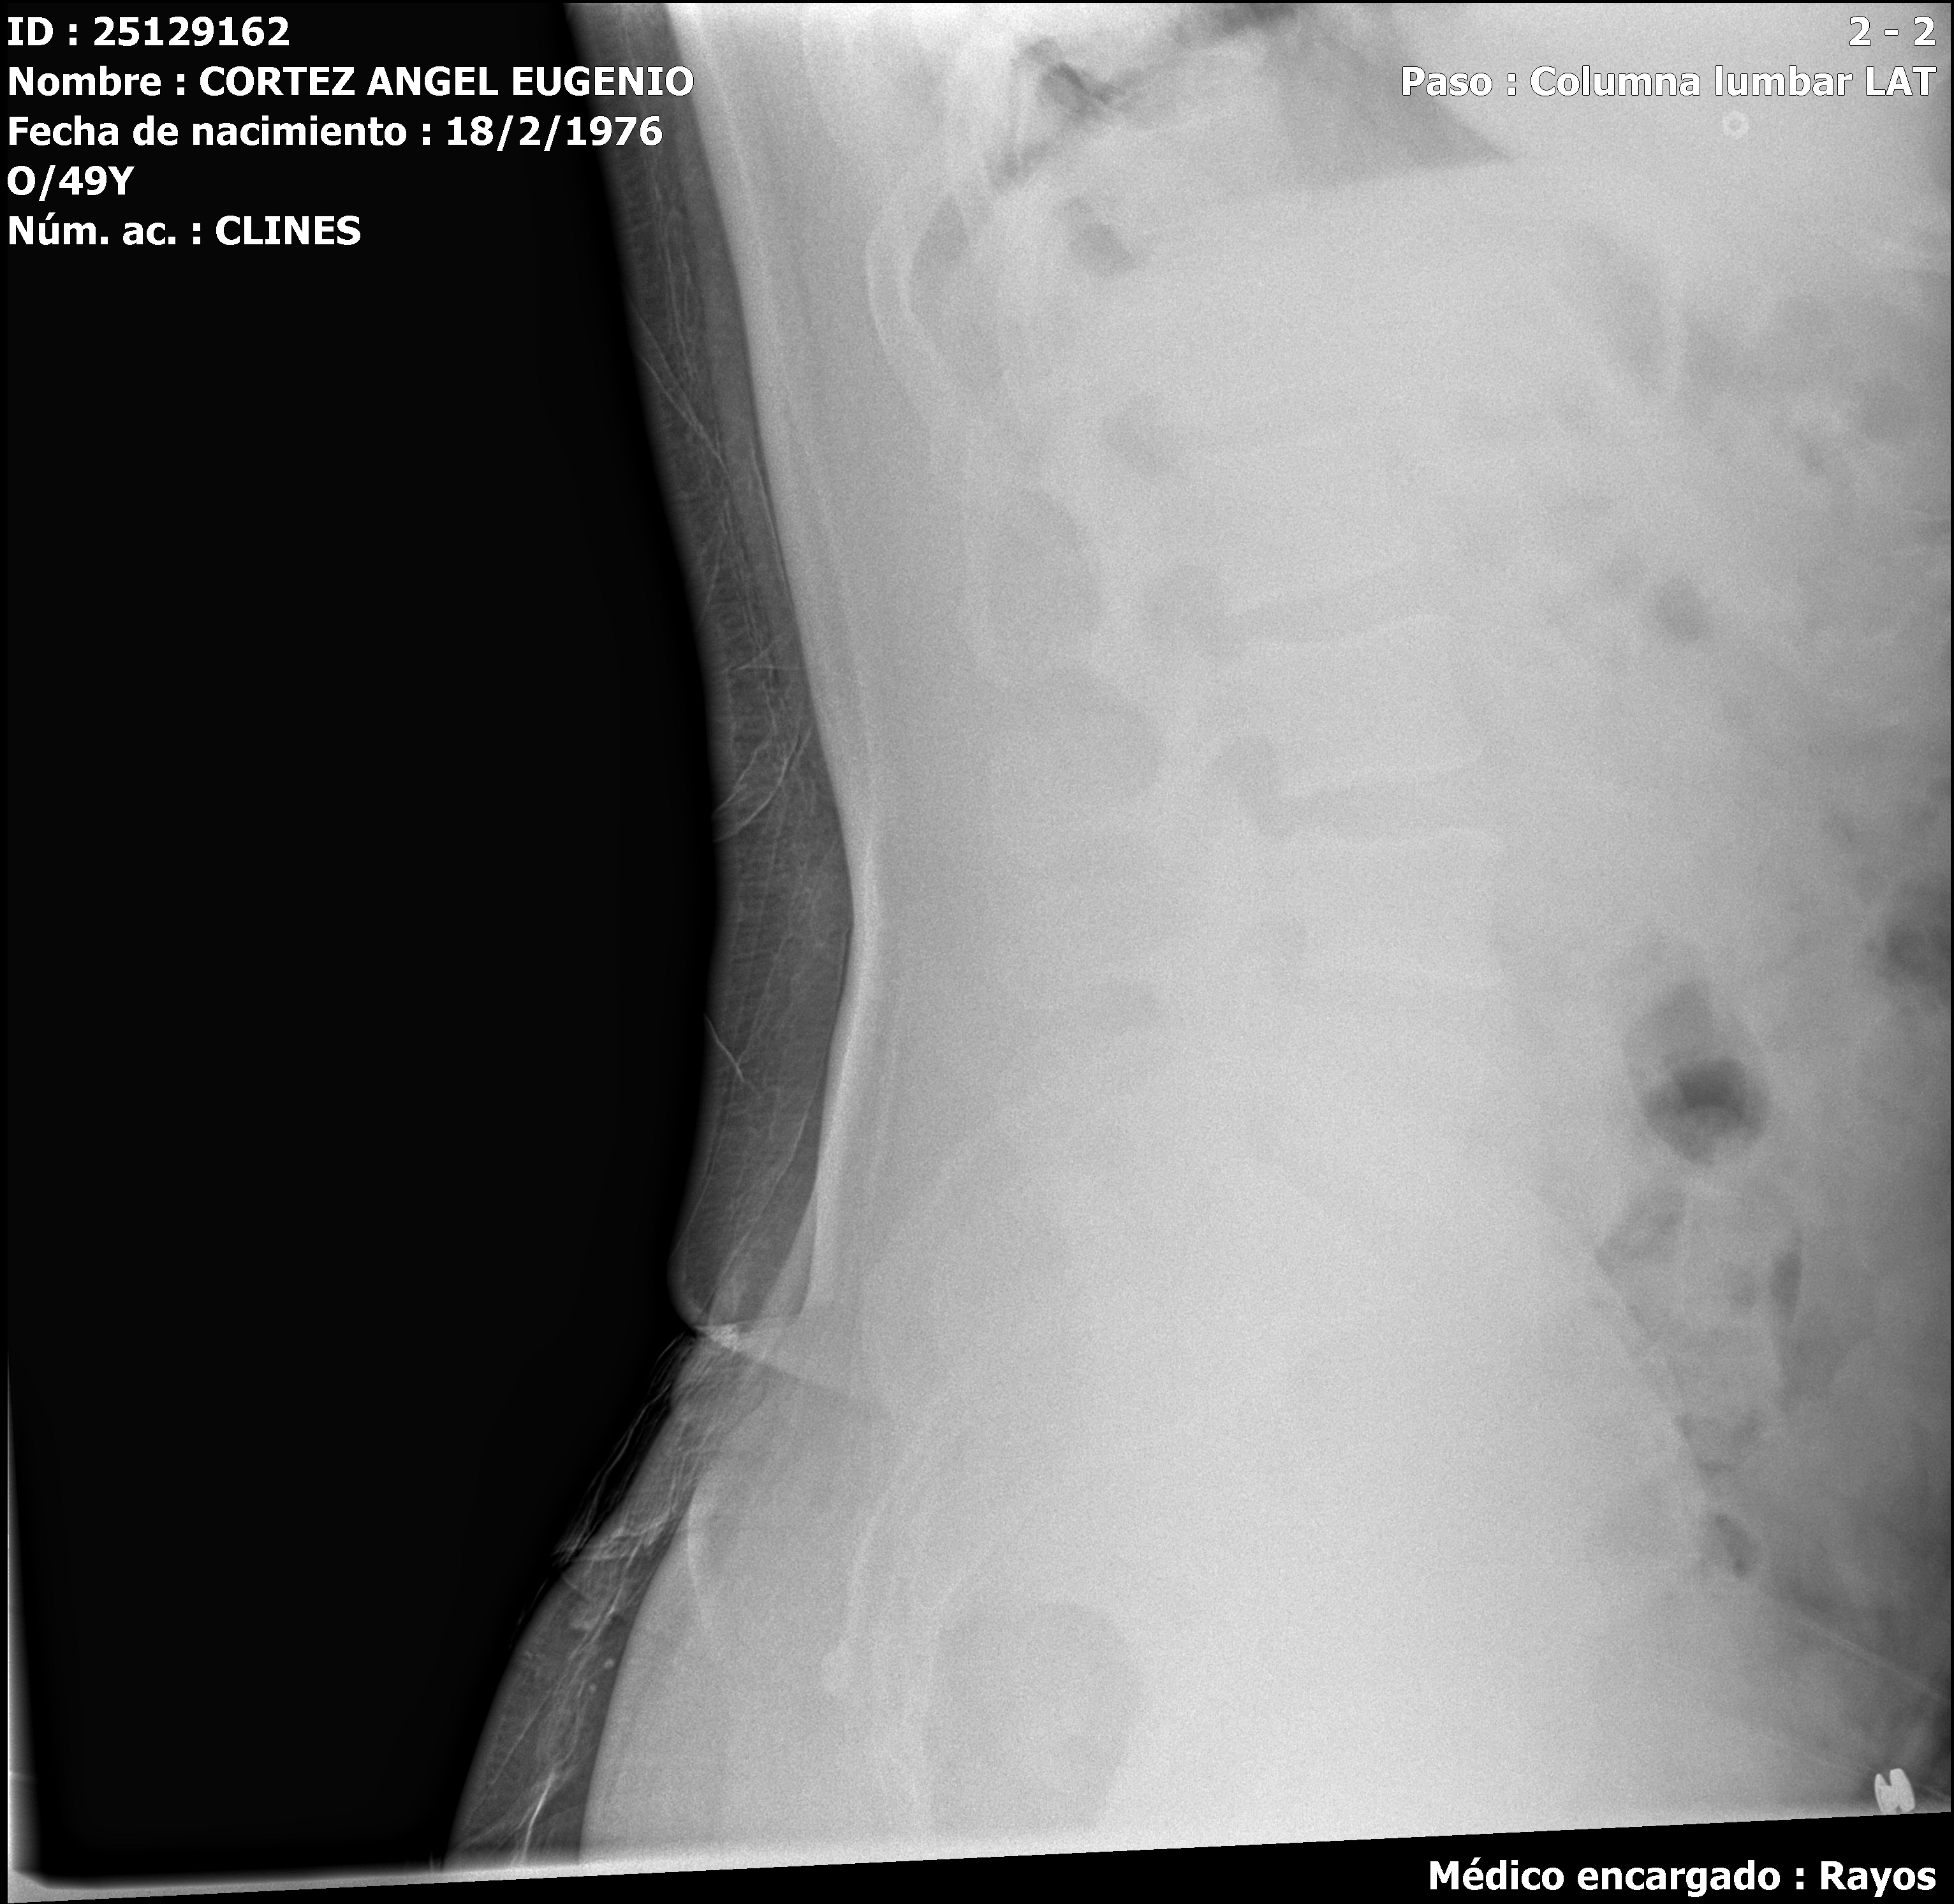 ID : 25129162
Nombre : CORTEZ ANGEL EUGENIO
Fecha de nacimiento : 18/2/1976
O/49Y
Núm. ac. : CLINES
2 - 2
Paso : Columna lumbar LAT
Médico encargado : Rayos